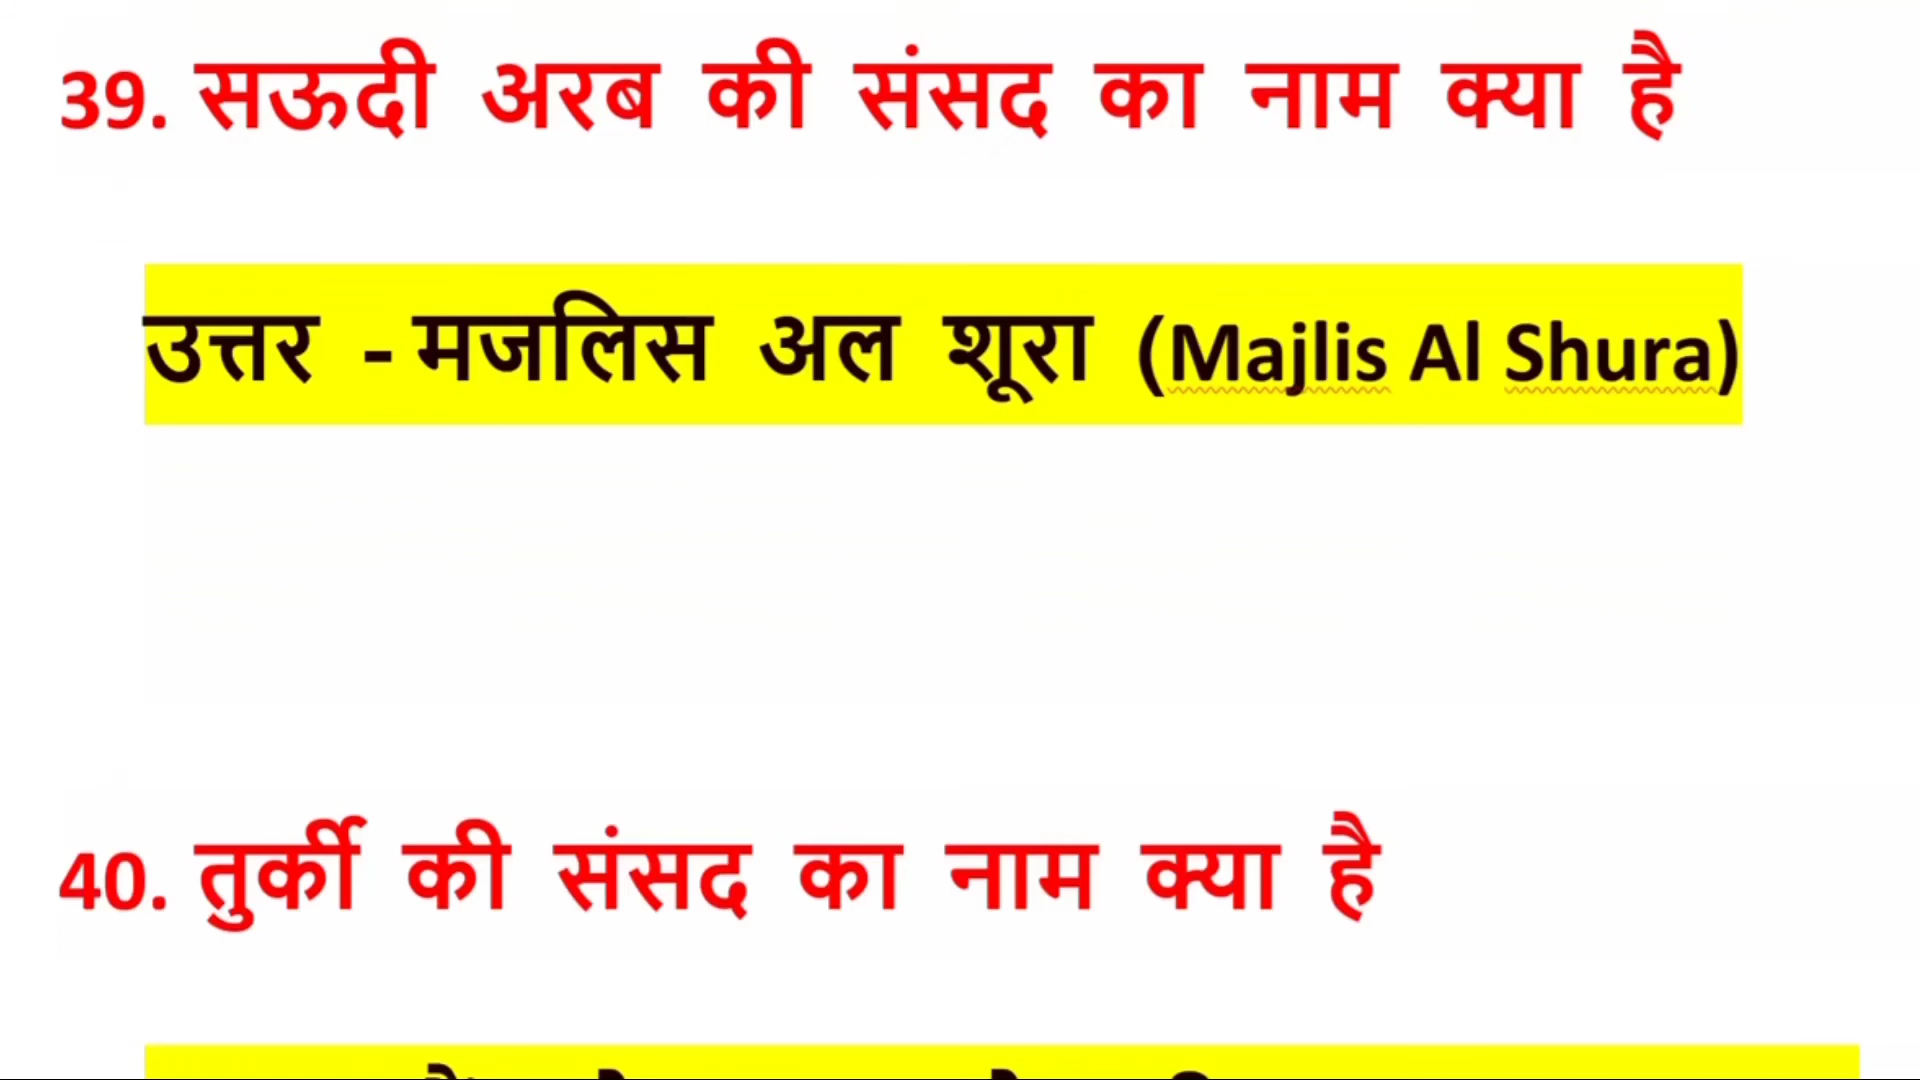 39. सऊदी अरब की संसद का नाम क्या है
उत्तर - मजलिस अल शूरा (Majlis Al Shura)
40. तुर्की की संसद का नाम क्या है